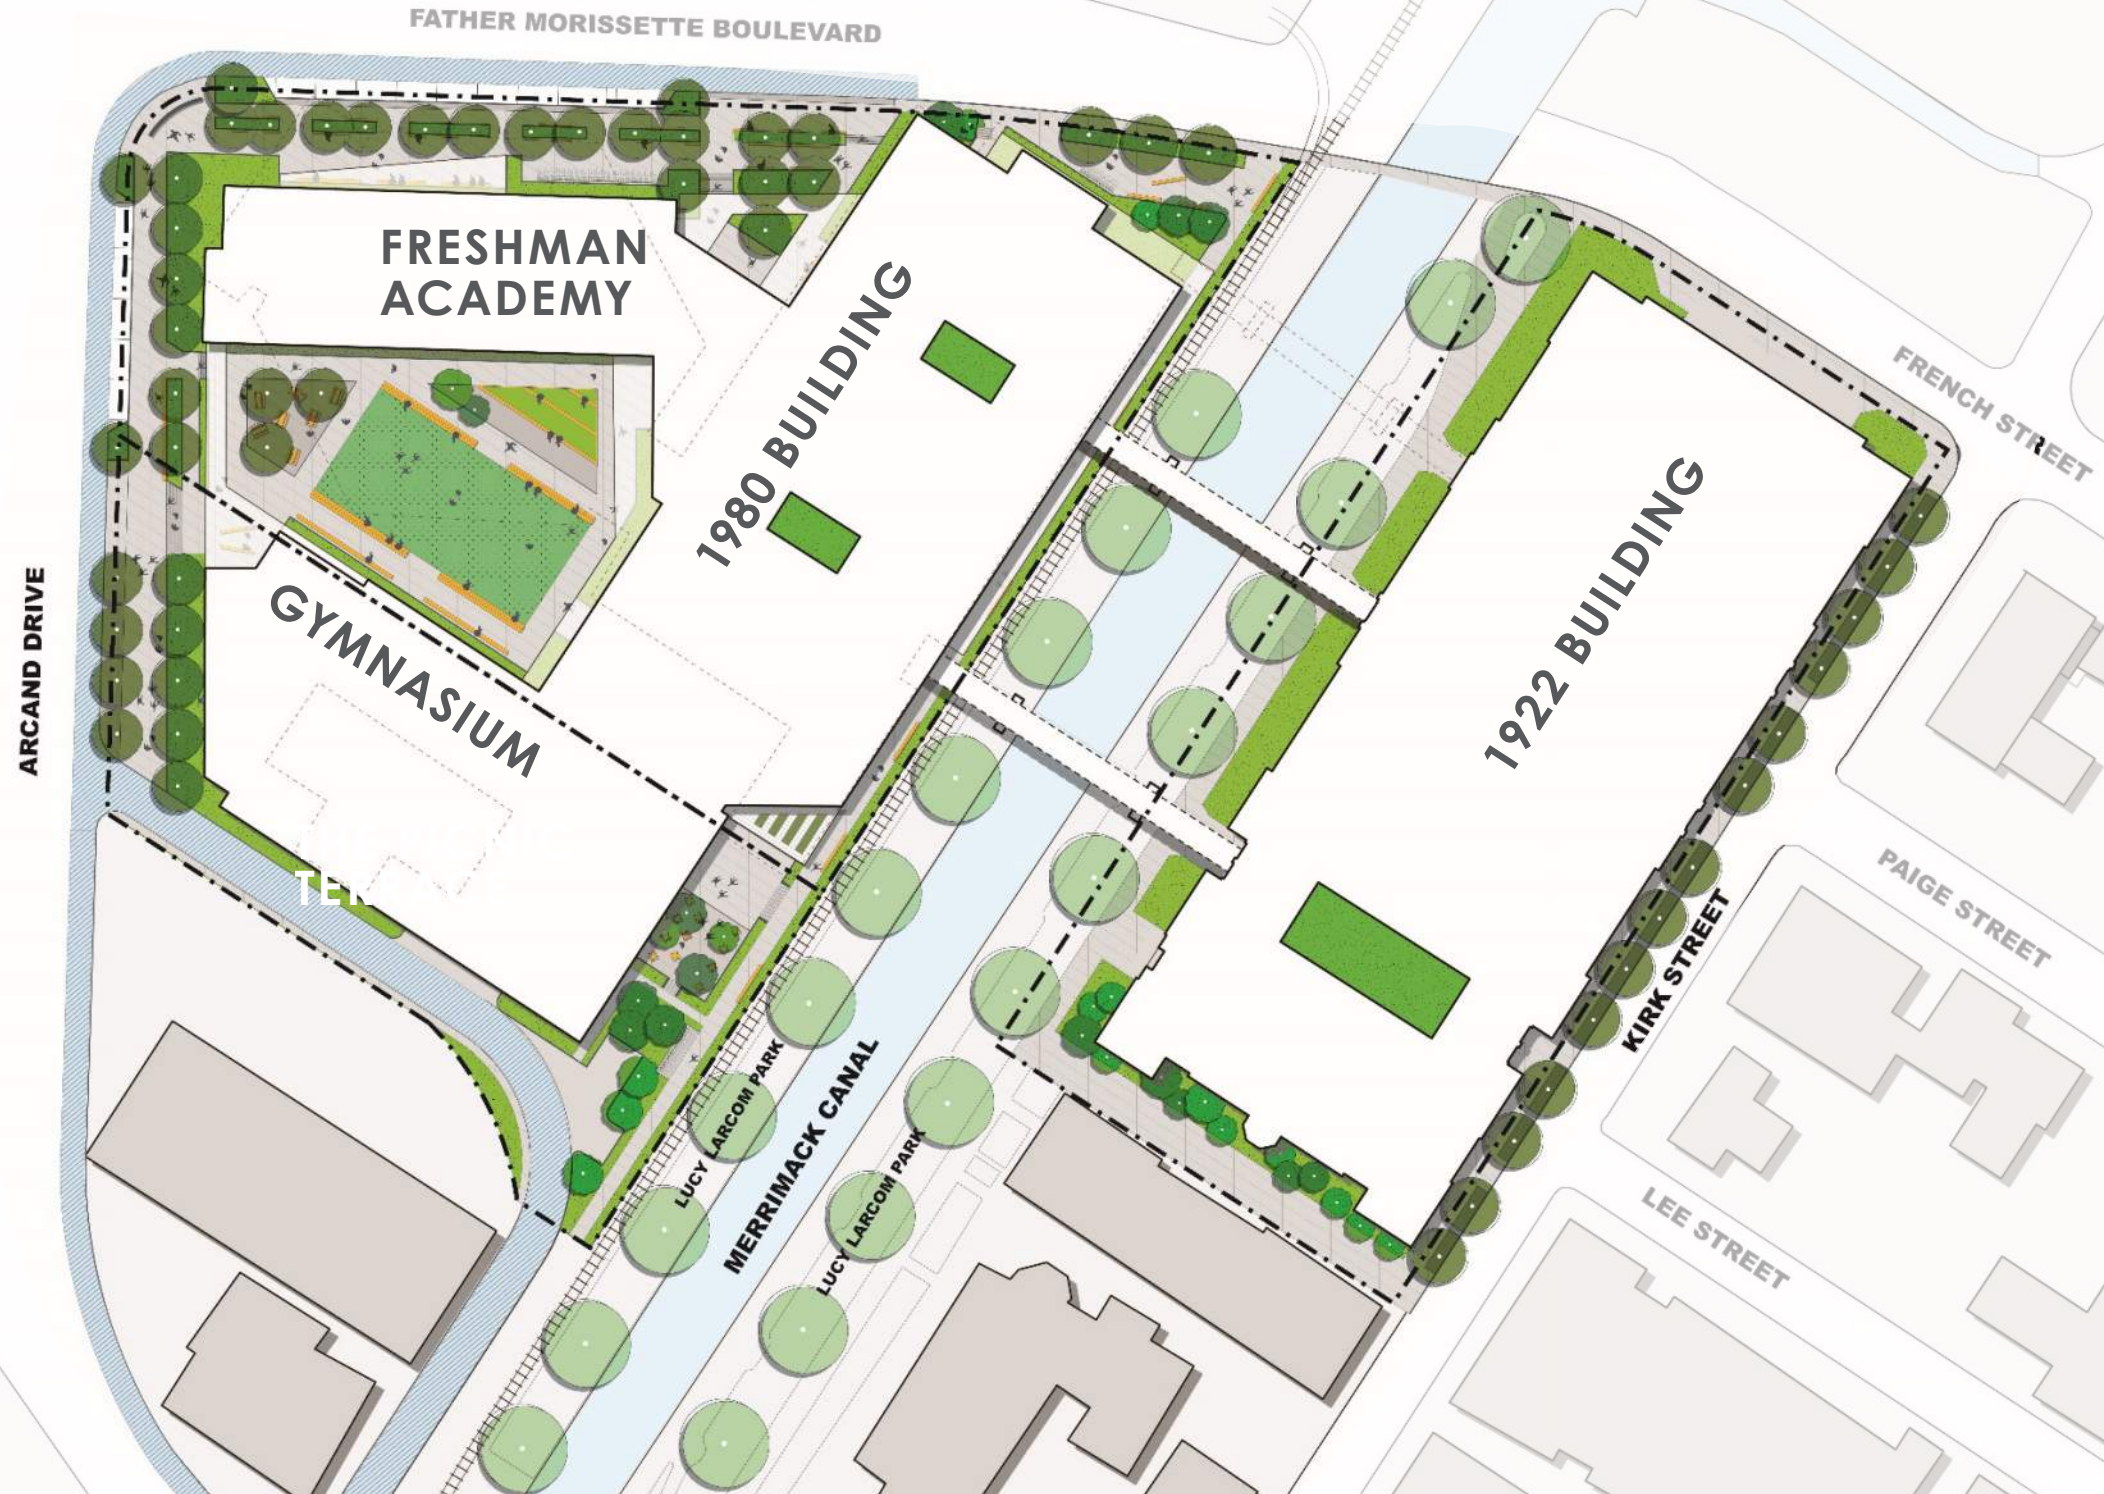 FATHER MORISSETTE BOULEVARD
FRESHMAN
ACADEMY
1980 BUILDING
FRENCH STREET
R
1922 BUILDING
GYMNASIUM
ARCAND DRIVE
PAIGE STREET
KIRK STREET
LUCY LARCOM PARK
MERRIMACK CANAL
LUCY LARCOM PARK
LEE STREET